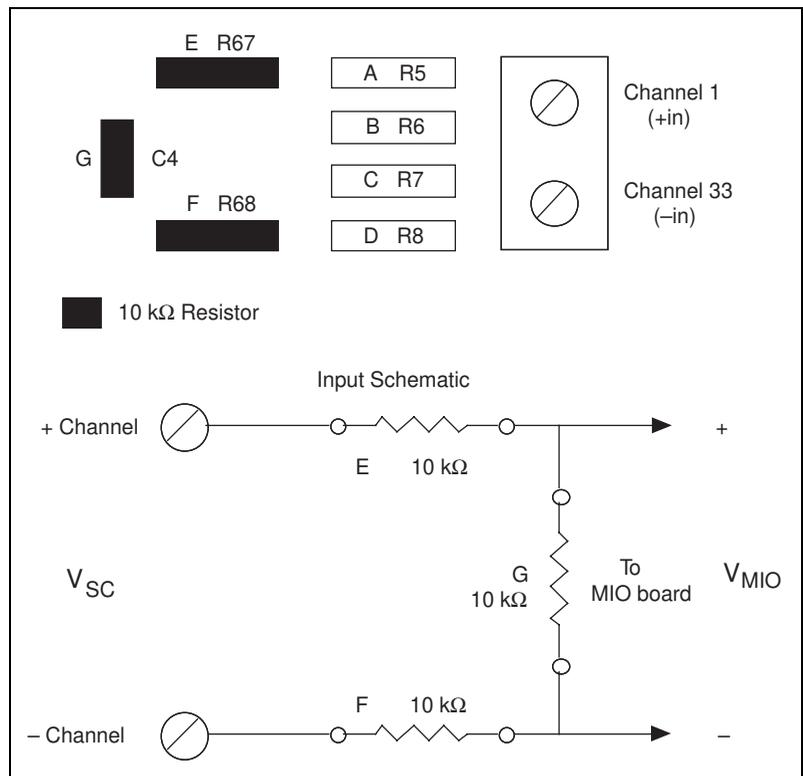 E R67
A R5
Channel 1
(+in)
B R6
G C4
C R7
Channel 33
(–in)
F R68
D R8
10 kΩ Resistor
Input Schematic
+ Channel
+
E 10 kΩ
V_SC
G
10 kΩ
To
MIO board
V_MIO
F 10 kΩ
– Channel
–